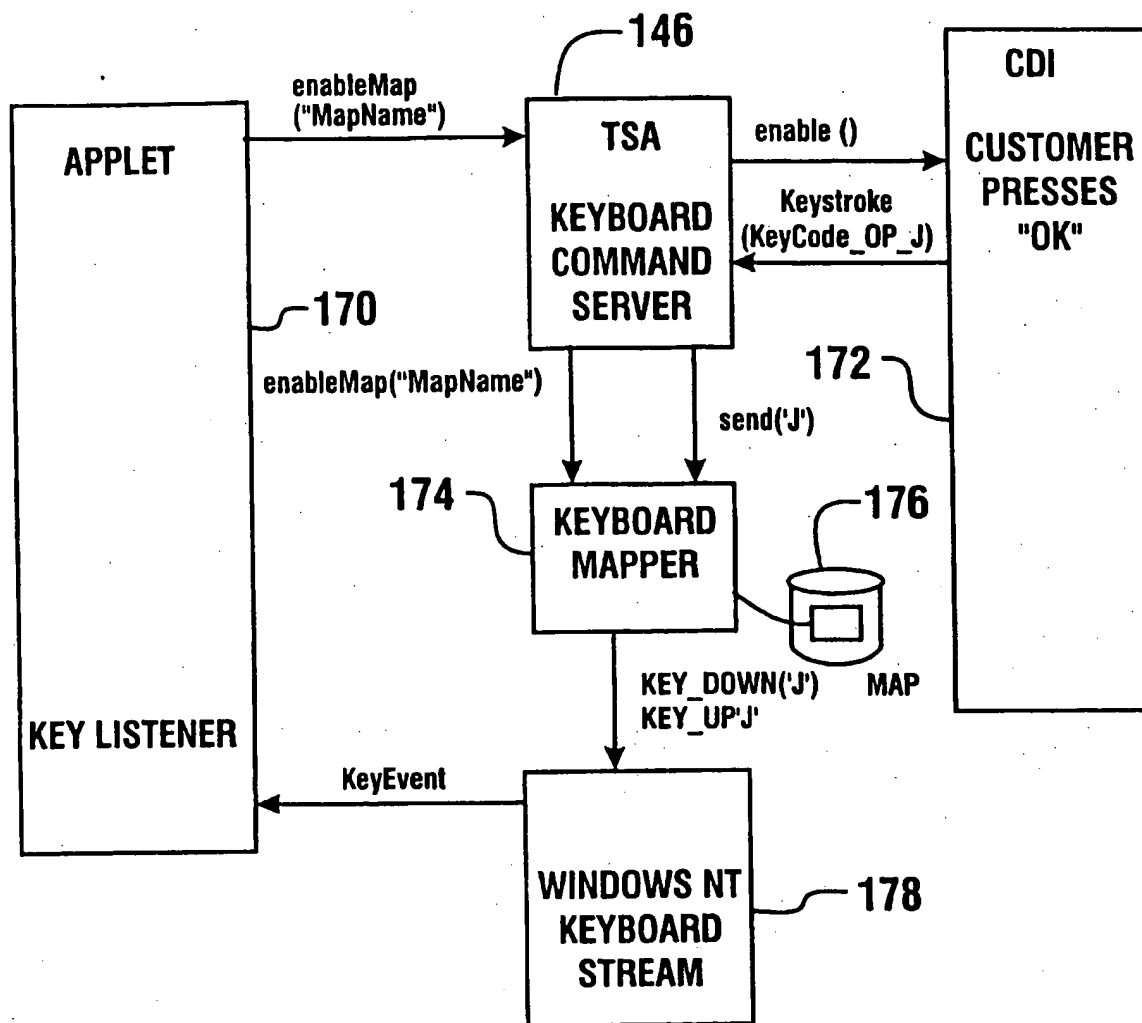 146
enableMap
("MapName")
APPLET
TSA
KEYBOARD
COMMAND
SERVER
enable ()
Keystroke
(KeyCode_OP_J)
CDI
CUSTOMER
PRESSES
"OK"
170
172
enableMap("MapName")
send('J')
174
KEYBOARD
MAPPER
176
MAP
KEY_DOWN('J')
KEY_UP'J'
KEY LISTENER
KeyEvent
WINDOWS NT
KEYBOARD
STREAM
178